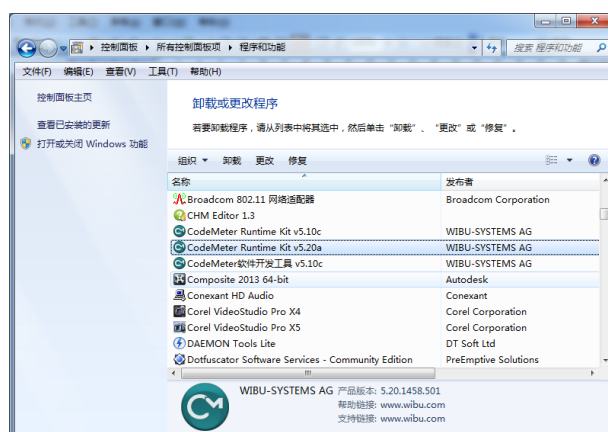 控制面板 ▸ 所有控制面板项 ▸ 程序和功能
搜索 程序和功能
文件(F) 编辑(E) 查看(V) 工具(T) 帮助(H)
控制面板主页
查看已安装的更新
打开或关闭 Windows 功能
卸载或更改程序
若要卸载程序，请从列表中将其选中，然后单击“卸载”、“更改”或“修复”。
组织 卸载 更改 修复
名称 发布者
Broadcom 802.11 网络适配器 Broadcom Corporation
CHM Editor 1.3
CodeMeter Runtime Kit v5.10c WIBU-SYSTEMS AG
CodeMeter Runtime Kit v5.20a WIBU-SYSTEMS AG
CodeMeter软件开发工具 v5.10c WIBU-SYSTEMS AG
Composite 2013 64-bit Autodesk
Conexant HD Audio Conexant
Corel VideoStudio Pro X4 Corel Corporation
Corel VideoStudio Pro X5 Corel Corporation
DAEMON Tools Lite DT Soft Ltd
Dotfuscator Software Services - Community Edition PreEmptive Solutions
WIBU-SYSTEMS AG 产品版本: 5.20.1458.501
帮助链接: www.wibu.com
支持链接: www.wibu.com